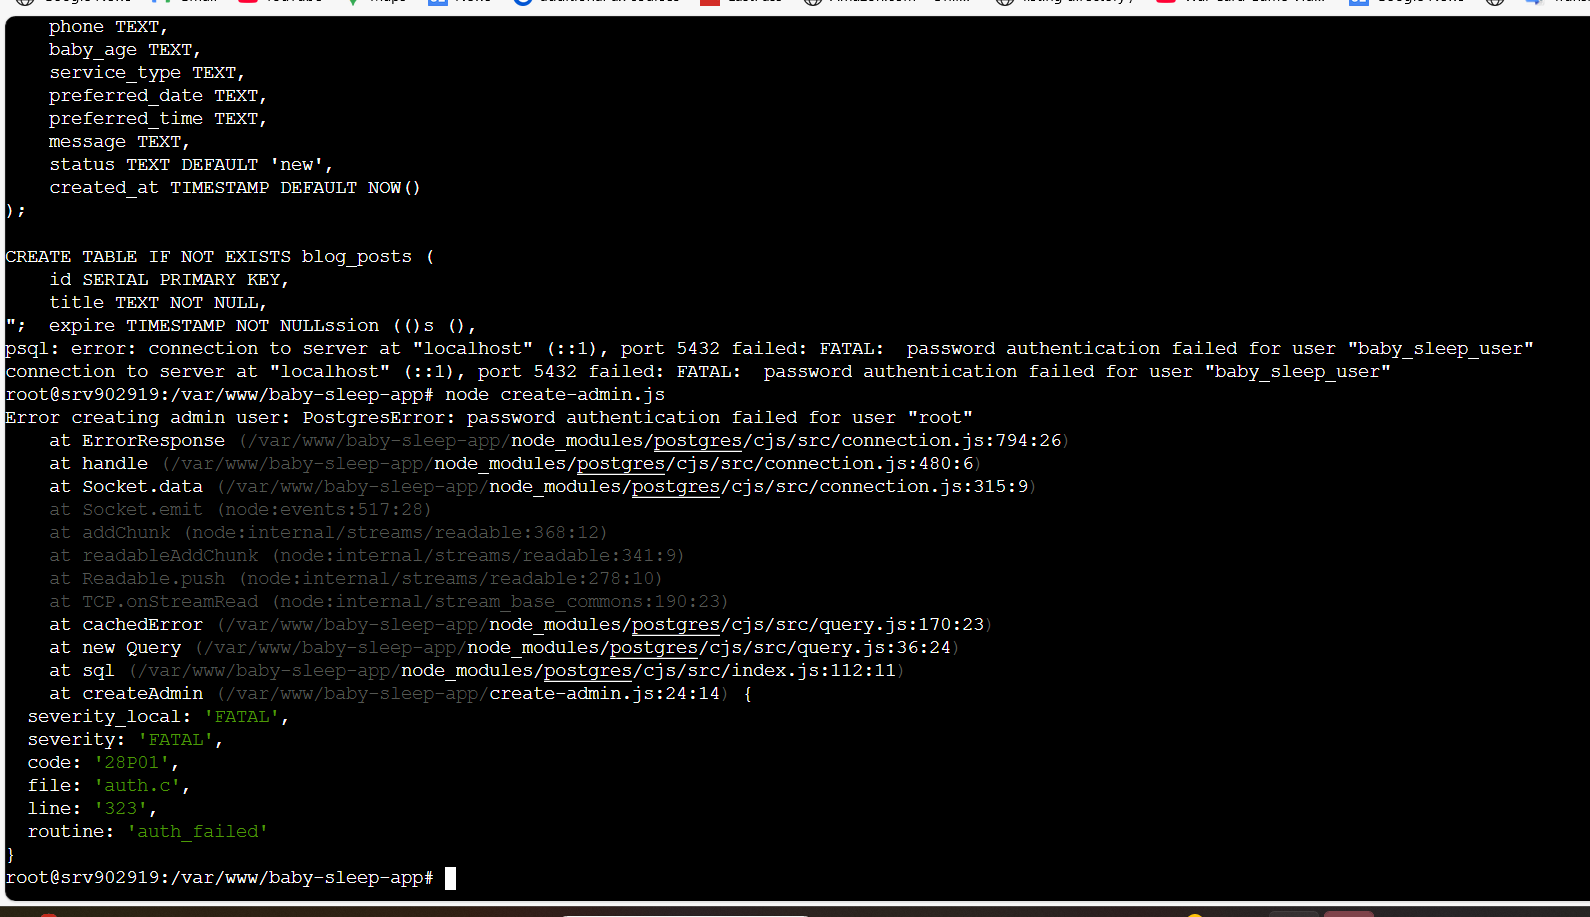 phone TEXT,
baby_age TEXT,
service_type TEXT,
preferred_date TEXT,
preferred_time TEXT,
message TEXT,
status TEXT DEFAULT 'new',
created_at TIMESTAMP DEFAULT NOW()
);
CREATE TABLE IF NOT EXISTS blog_posts (
id SERIAL PRIMARY KEY,
title TEXT NOT NULL,
";  expire TIMESTAMP NOT NULLssion (()s (),
psql: error: connection to server at "localhost" (::1), port 5432 failed: FATAL:  password authentication failed for user "baby_sleep_user"
connection to server at "localhost" (::1), port 5432 failed: FATAL:  password authentication failed for user "baby_sleep_user"
root@srv902919:/var/www/baby-sleep-app# node create-admin.js
Error creating admin user: PostgresError: password authentication failed for user "root"
at ErrorResponse (/var/www/baby-sleep-app/node_modules/postgres/cjs/src/connection.js:794:26)
at handle (/var/www/baby-sleep-app/node_modules/postgres/cjs/src/connection.js:480:6)
at Socket.data (/var/www/baby-sleep-app/node_modules/postgres/cjs/src/connection.js:315:9)
at Socket.emit (node:events:517:28)
at addChunk (node:internal/streams/readable:368:12)
at readableAddChunk (node:internal/streams/readable:341:9)
at Readable.push (node:internal/streams/readable:278:10)
at TCP.onStreamRead (node:internal/stream_base_commons:190:23)
at cachedError (/var/www/baby-sleep-app/node_modules/postgres/cjs/src/query.js:170:23)
at new Query (/var/www/baby-sleep-app/node_modules/postgres/cjs/src/query.js:36:24)
at sql (/var/www/baby-sleep-app/node_modules/postgres/cjs/src/index.js:112:11)
at createAdmin (/var/www/baby-sleep-app/create-admin.js:24:14) {
severity_local: 'FATAL',
severity: 'FATAL',
code: '28P01',
file: 'auth.c',
line: '323',
routine: 'auth_failed'
}
root@srv902919:/var/www/baby-sleep-app#